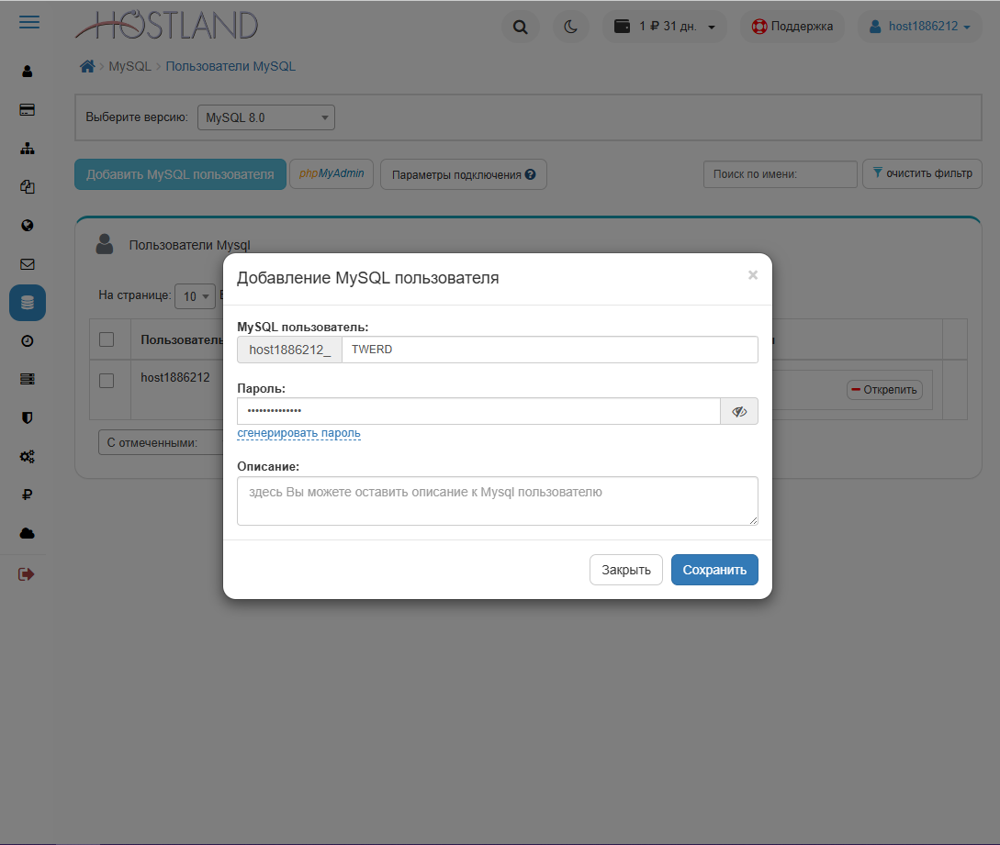 HOSTLAND
1 ₽ 31 дн.
Поддержка
host1886212
MySQL > Пользователи MySQL
Выберите версию: MySQL 8.0
Добавить MySQL пользователя
phpMyAdmin
Параметры подключения ?
Поиск по имени:
очистить фильтр
Пользователи Mysql
На странице: 10
Добавление MySQL пользователя
×
MySQL пользователь:
host1886212_ TWERD
Пароль:
••••••••••••••
сгенерировать пароль
Описание:
здесь Вы можете оставить описание к Mysql пользователю
Закрыть
Сохранить
Пользователь
host1886212
Открепить
С отмеченными: